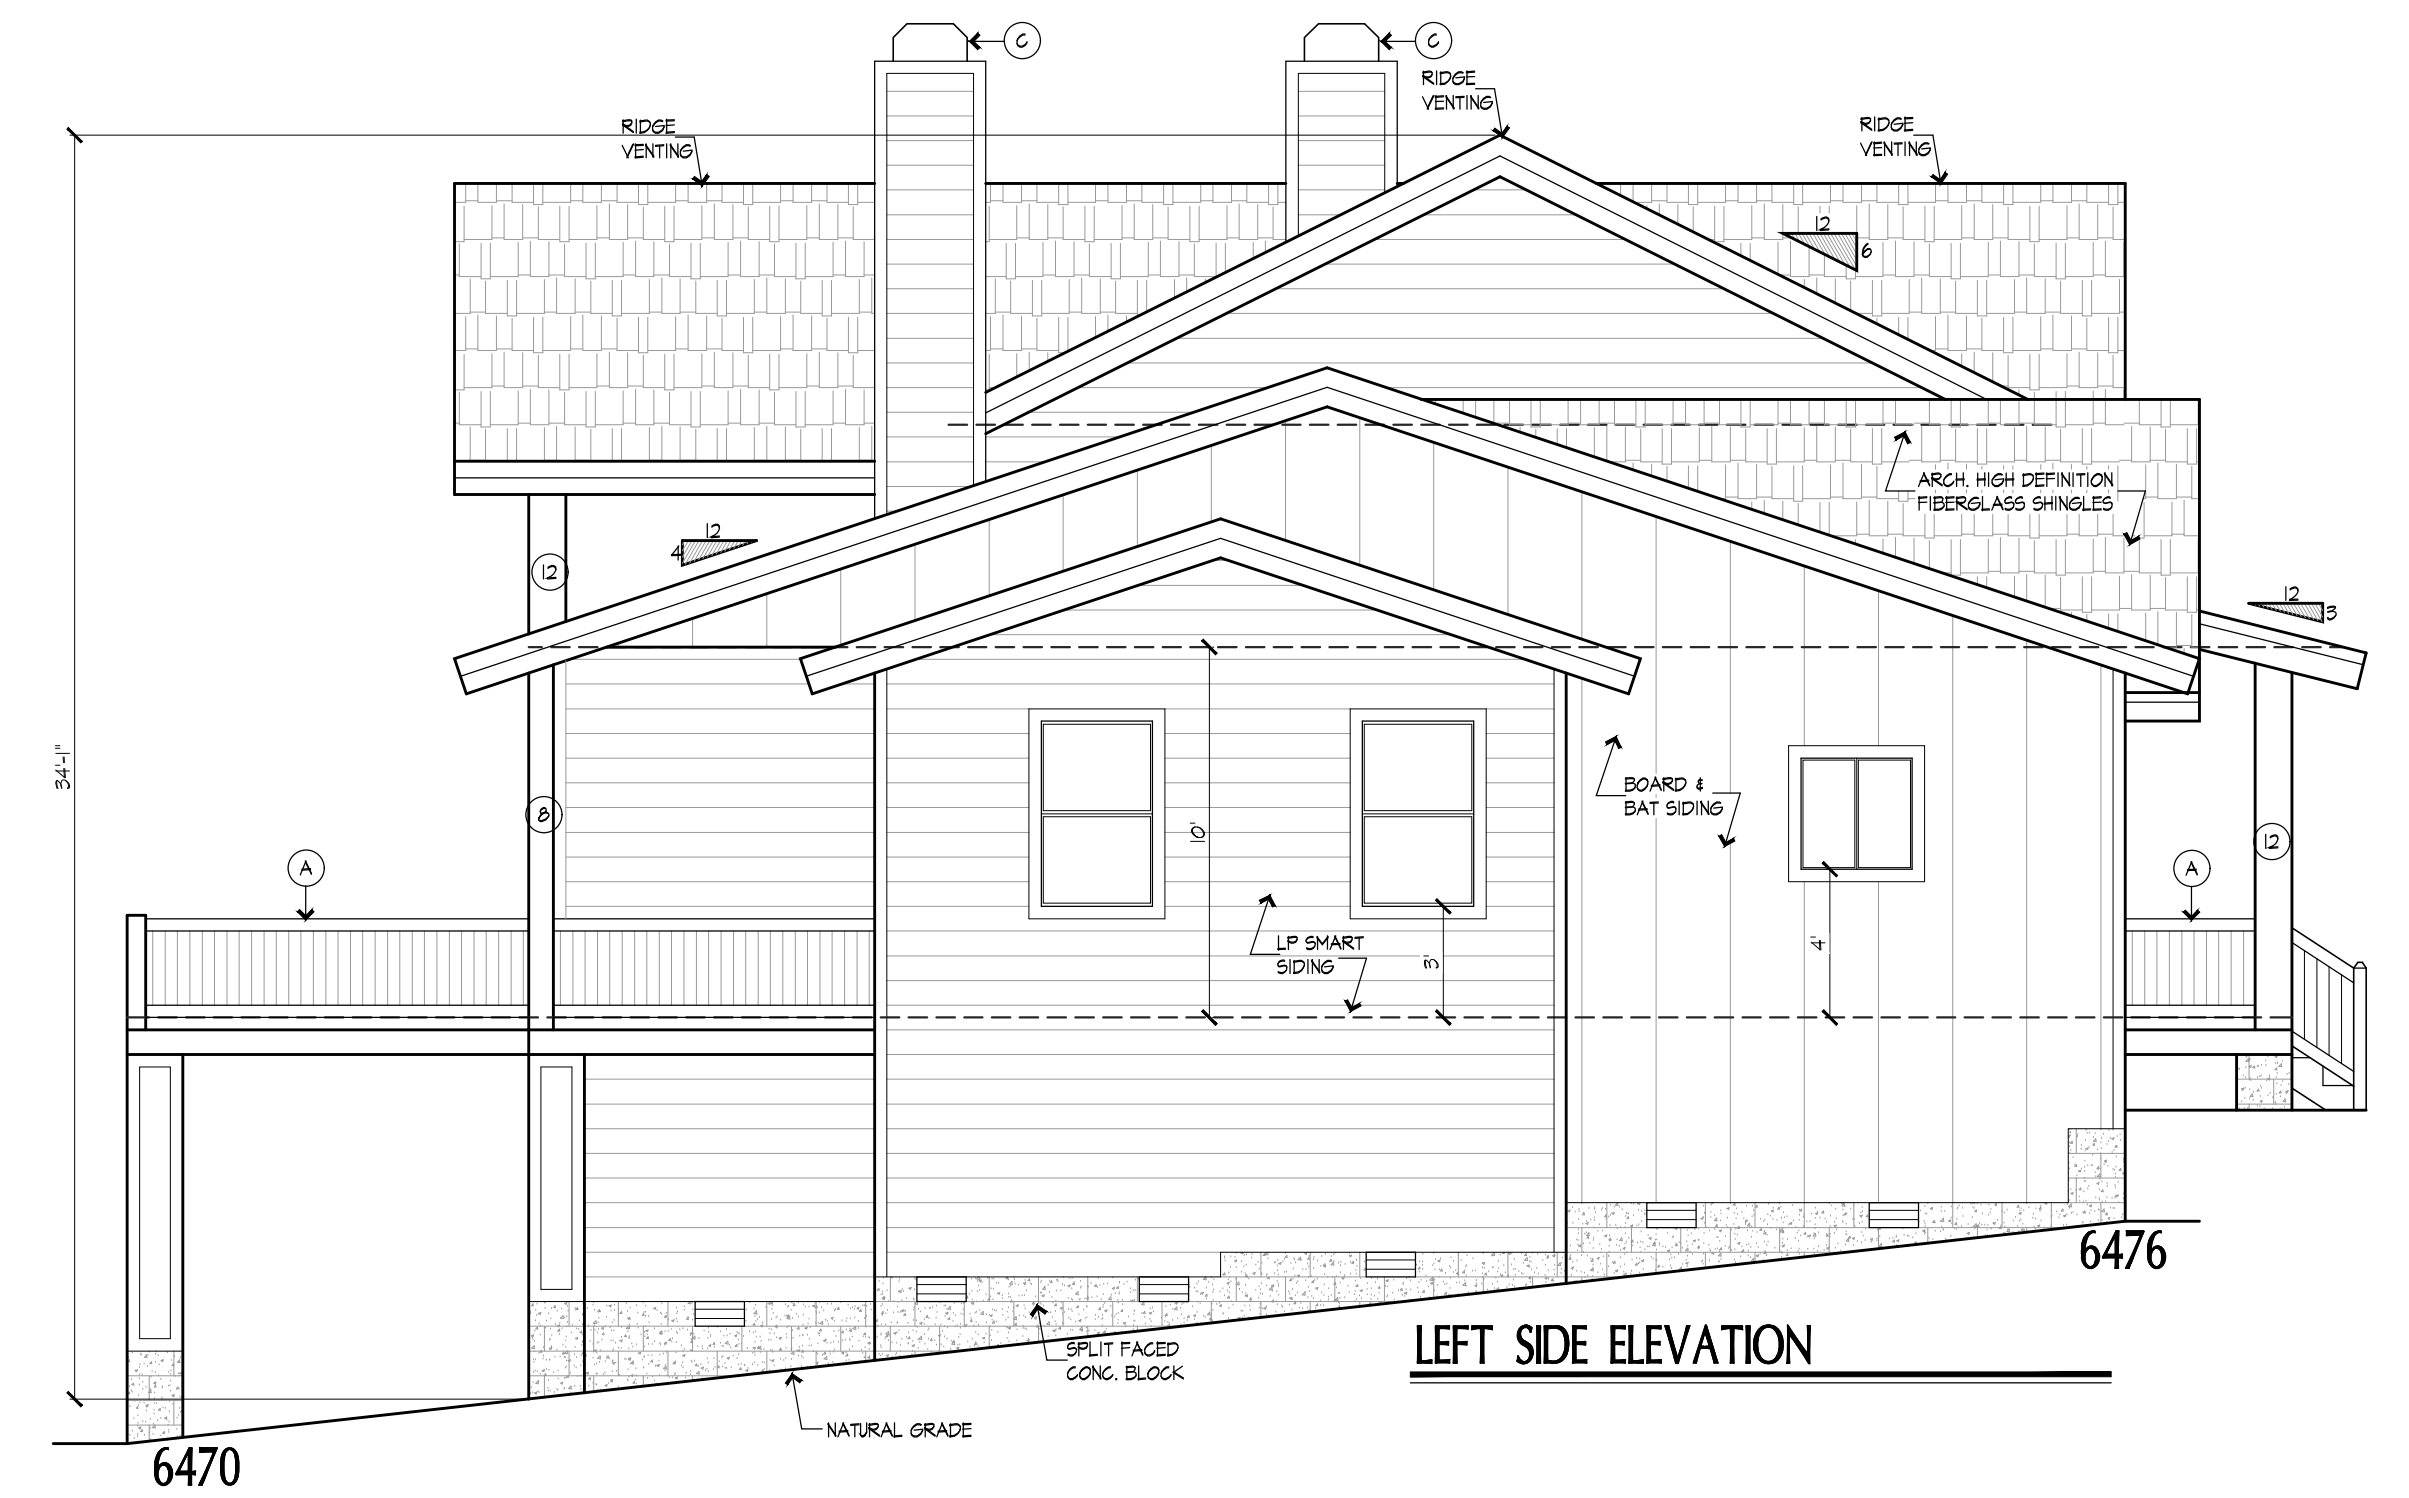 C
C
RIDGE
VENTING
RIDGE
VENTING
RIDGE
VENTING
12
6
ARCH. HIGH DEFINITION
FIBERGLASS SHINGLES
12
4
12
12
3
34'-1"
BOARD &
BAT SIDING
8
10'
12
A
A
LP SMART
SIDING
3'
4'
6476
SPLIT FACED
CONC. BLOCK
LEFT SIDE ELEVATION
NATURAL GRADE
6470